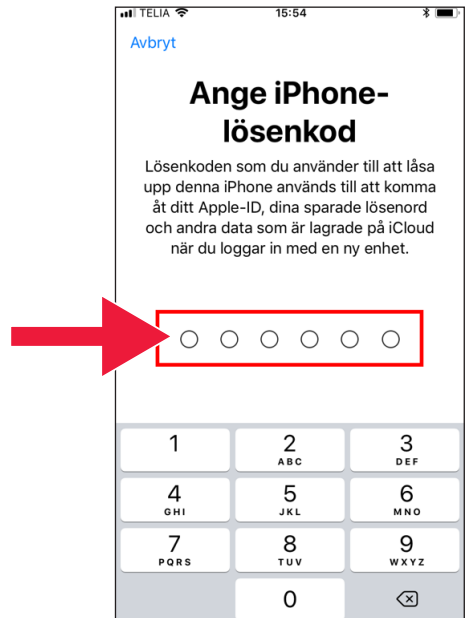 TELIA 15:54
Avbryt
Ange iPhone-
lösenkod
Lösenkoden som du använder till att låsa
upp denna iPhone används till att komma
åt ditt Apple-ID, dina sparade lösenord
och andra data som är lagrade på iCloud
när du loggar in med en ny enhet.
1 2 3
ABC DEF
4 5 6
GHI JKL MNO
7 8 9
PQRS TUV WXYZ
0